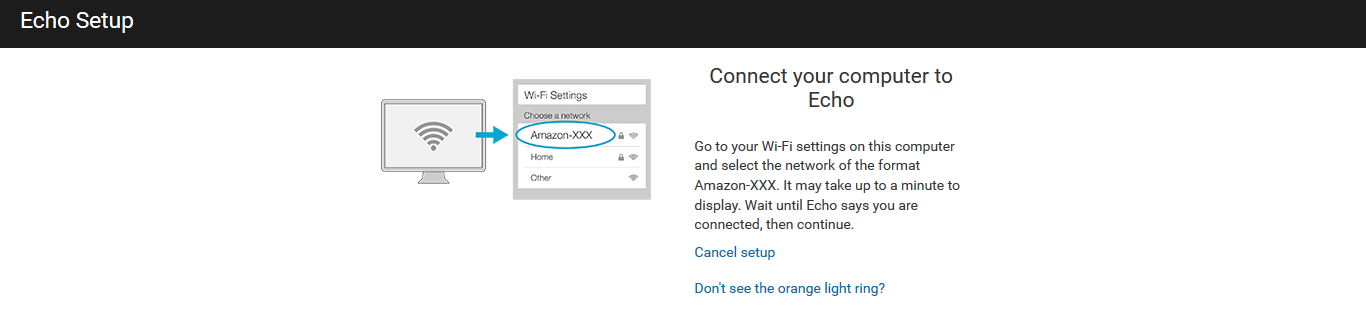 Echo Setup
Wi-Fi Settings
Choose a network
Amazon-XXX
Home
Other
Connect your computer to
Echo
Go to your Wi-Fi settings on this computer
and select the network of the format
Amazon-XXX. It may take up to a minute to
display. Wait until Echo says you are
connected, then continue.
Cancel setup
Don't see the orange light ring?